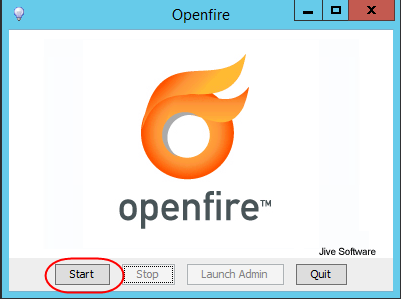 Openfire
openfire™
Jive Software
Start Stop Launch Admin Quit